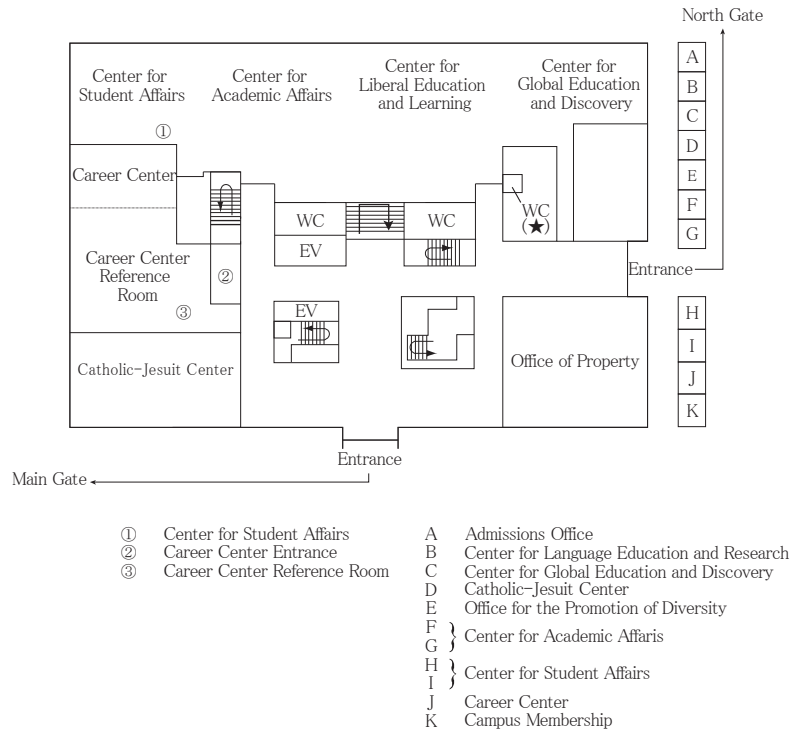 North Gate
Center for
Student Affairs
Center for
Academic Affairs
Center for
Liberal Education
and Learning
Center for
Global Education
and Discovery
A
B
C
D
E
F
G
①
Career Center
WC
WC
WC
(★)
EV
Career Center
Reference
Room
②
Entrance
③
EV
H
I
J
K
Catholic-Jesuit Center
Office of Property
Entrance
Main Gate
① Center for Student Affairs
② Career Center Entrance
③ Career Center Reference Room
A Admissions Office
B Center for Language Education and Research
C Center for Global Education and Discovery
D Catholic-Jesuit Center
E Office for the Promotion of Diversity
F
G } Center for Academic Affaris
H
I } Center for Student Affairs
J Career Center
K Campus Membership